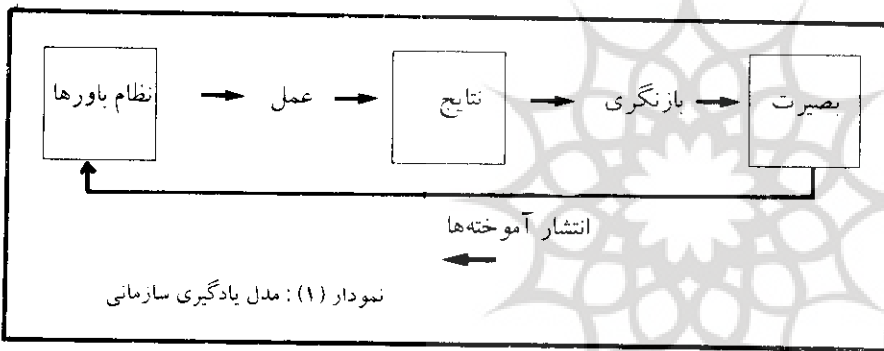 نظام باورها
عمل
نتایج
بازنگری
بصیرت
انتشار آموخته‌ها
نمودار (۱) : مدل یادگیری سازمانی